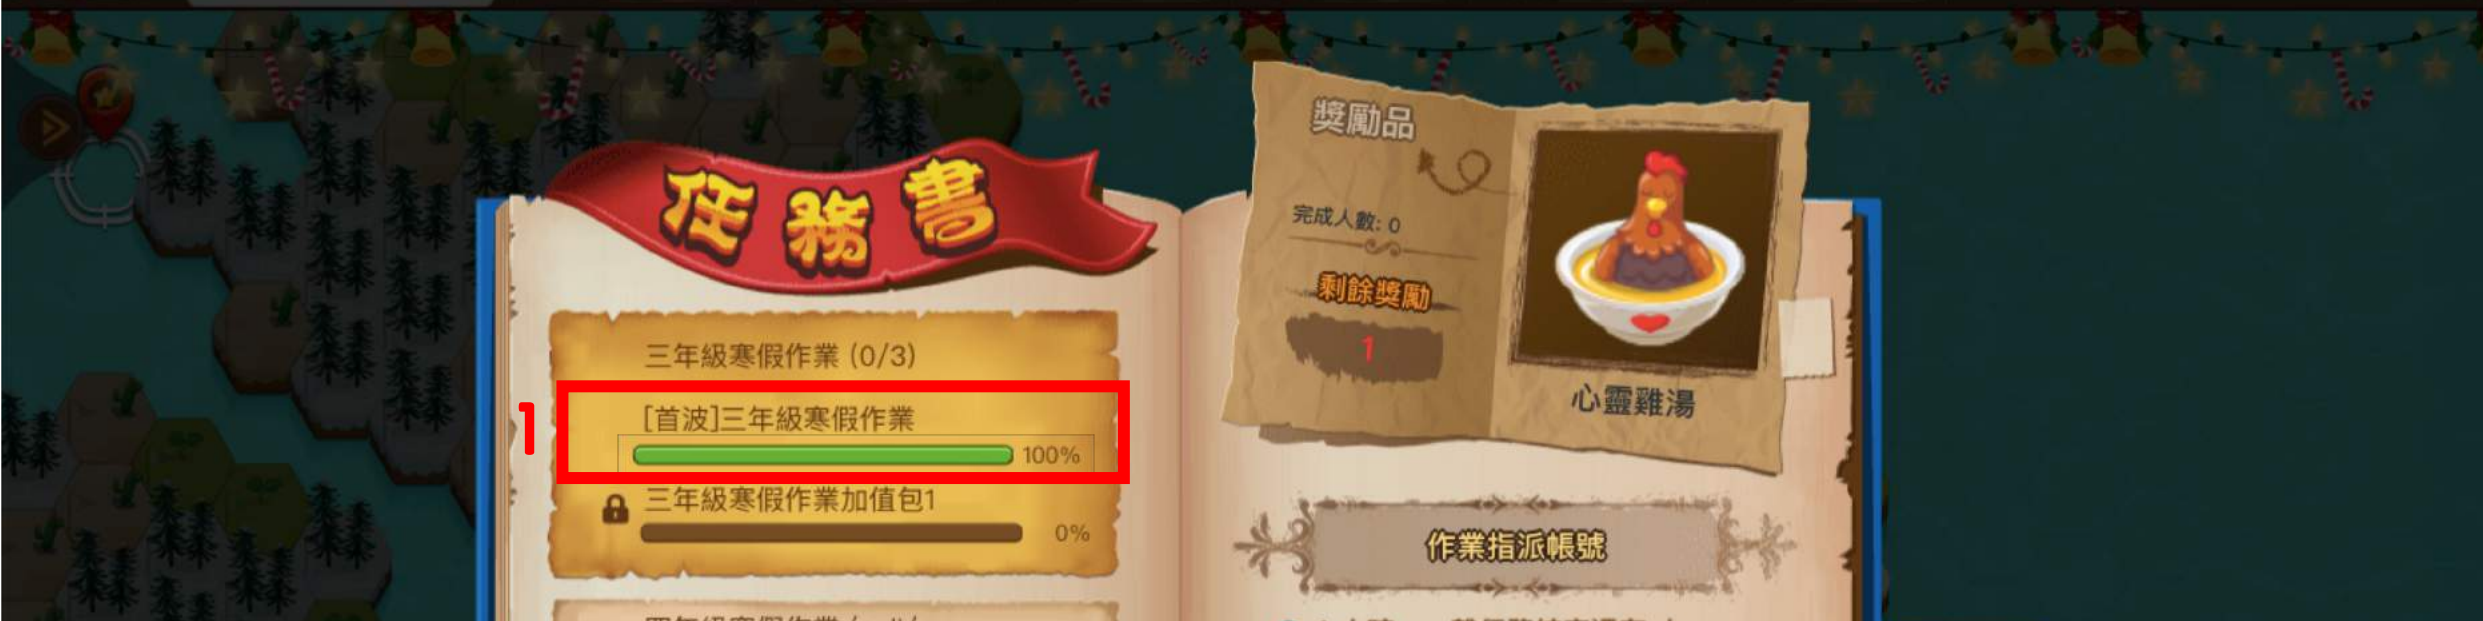 任務書
三年級寒假作業 (0/3)
1
[首波]三年級寒假作業
100%
三年級寒假作業加值包1
0%
獎勵品
完成人數: 0
剩餘獎勵
1
心靈雞湯
作業指派帳號